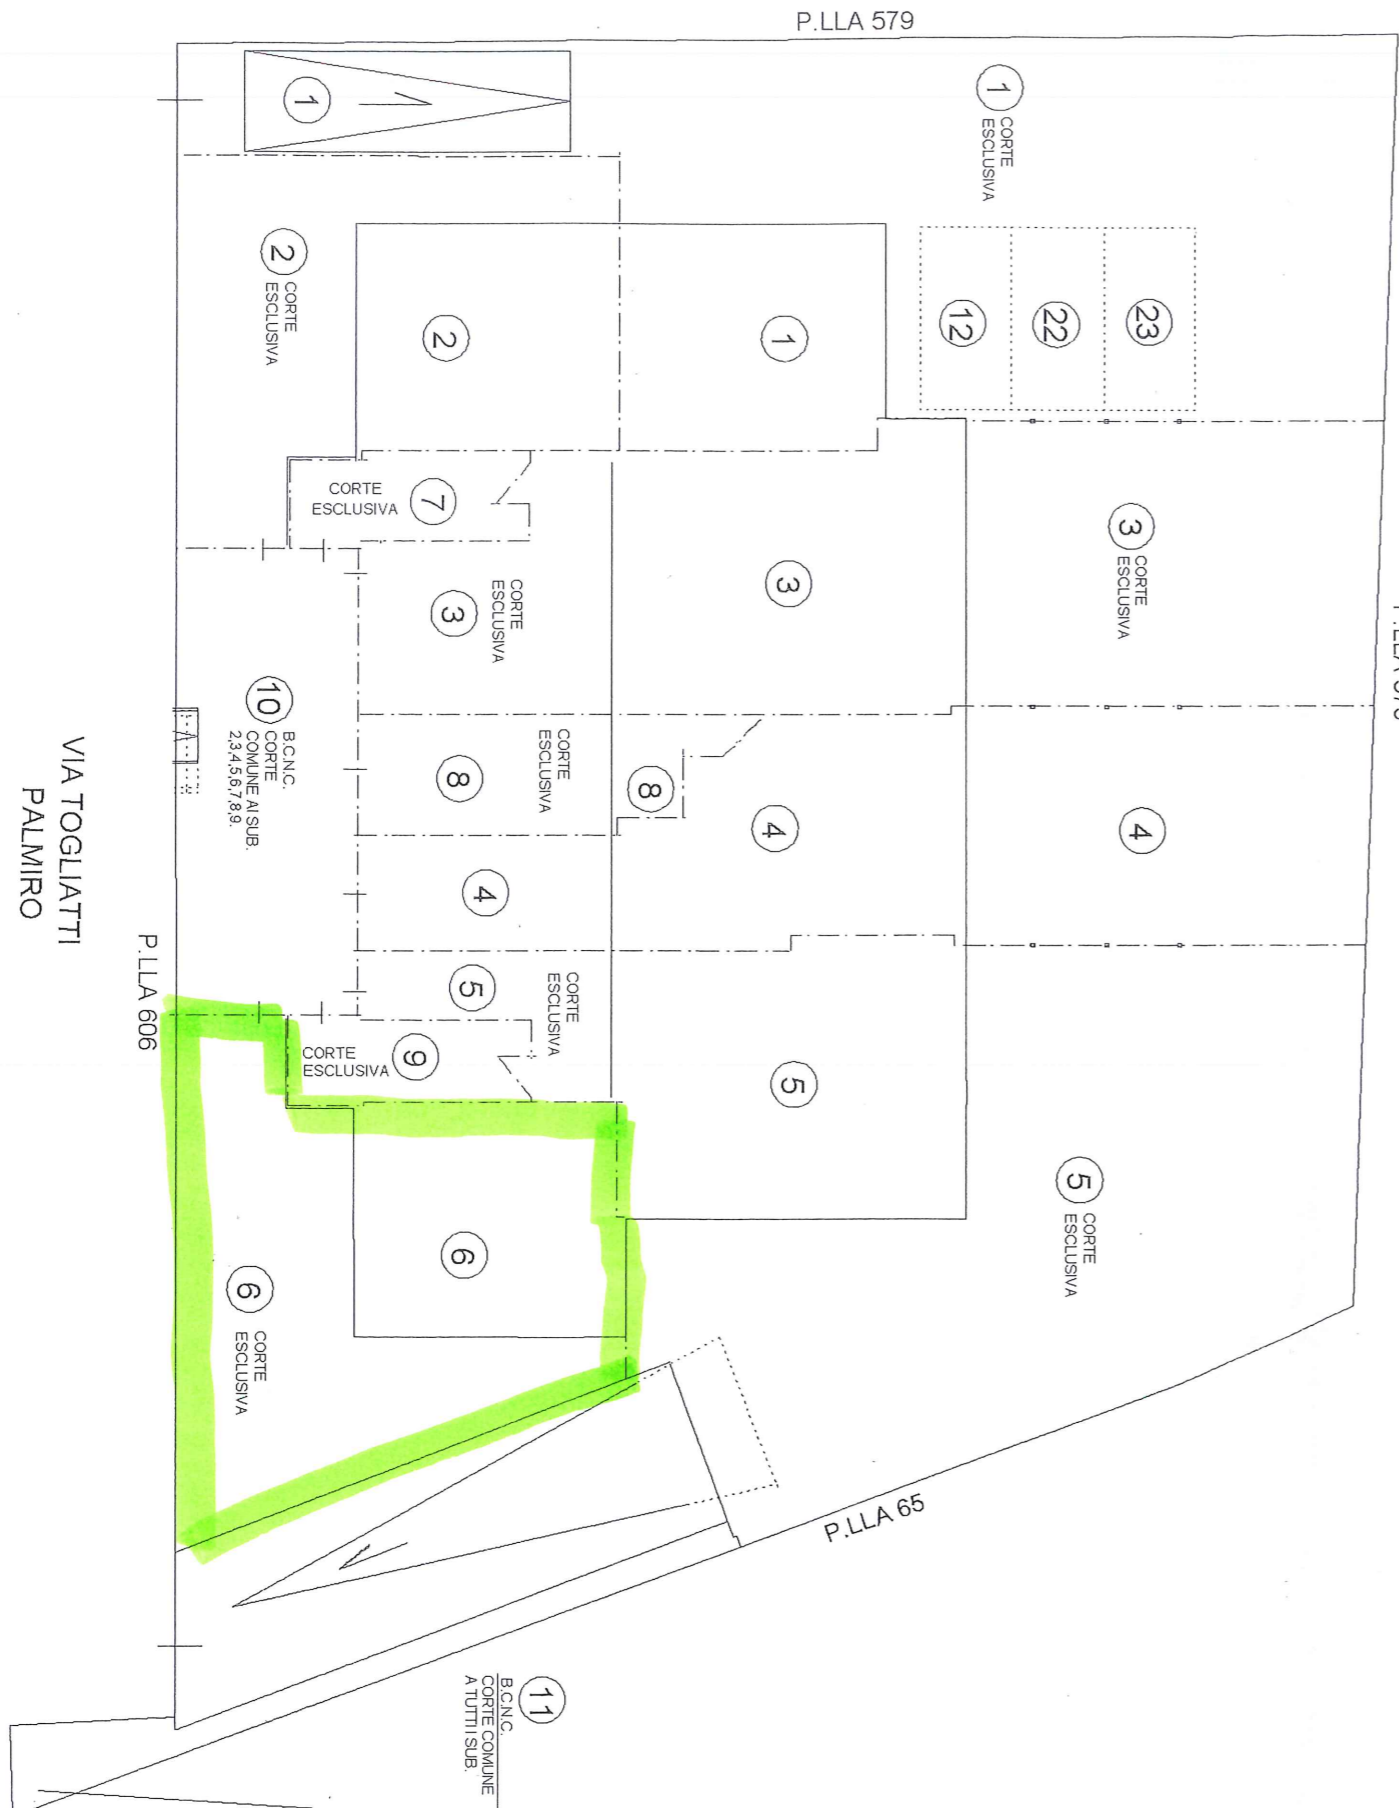 P.LLA 579
1
1
CORTE
ESCLUSIVA
2
CORTE
ESCLUSIVA
2
1
12
22
23
CORTE
ESCLUSIVA
7
3
CORTE
ESCLUSIVA
3
3
CORTE
ESCLUSIVA
10
B.C.N.C.
CORTE
COMUNE AI SUB.
2,3,4,5,6,7,8,9.
8
CORTE
ESCLUSIVA
8
4
4
4
VIA TOGLIATTI
PALMIRO
P.LLA 606
5
CORTE
ESCLUSIVA
CORTE
ESCLUSIVA
9
5
5
CORTE
ESCLUSIVA
6
6
CORTE
ESCLUSIVA
P.LLA 65
11
B.C.N.C.
CORTE COMUNE
A TUTTI I SUB.